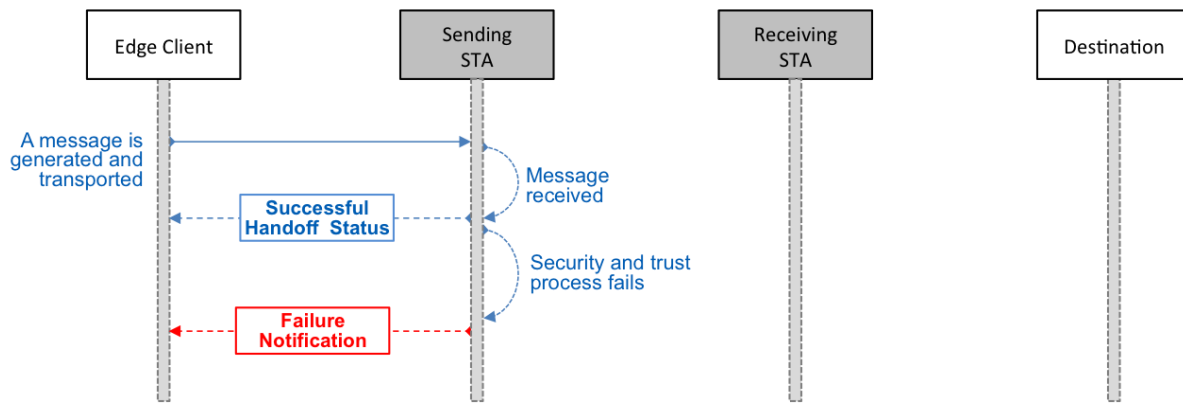 Edge Client
Sending
STA
Receiving
STA
Destination
A message is
generated and
transported
Message
received
Successful
Handoff Status
Security and trust
process fails
Failure
Notification